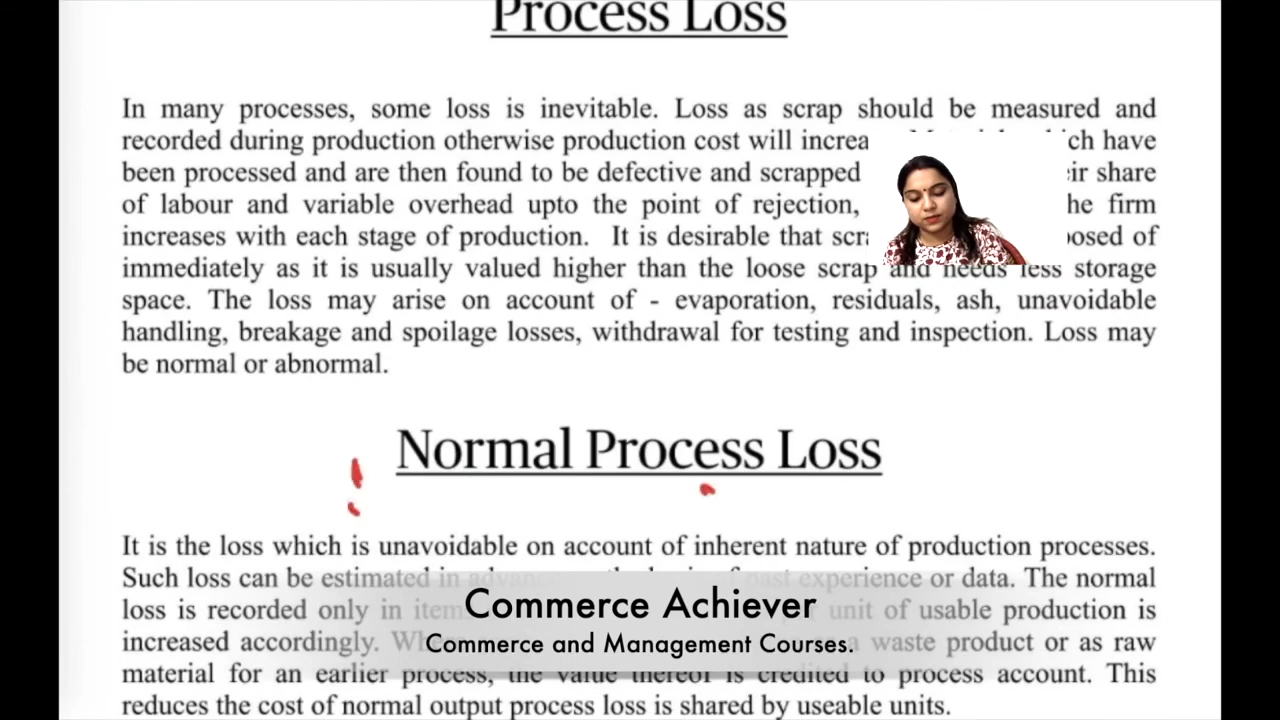 Process Loss
In many processes, some loss is inevitable. Loss as scrap should be measured and
recorded during production otherwise production cost will have
been processed and are then found to be defective and scrapped share
of labour and variable overhead upto the point of rejection, firm
increases with each stage of production. It is desirable that of
immediately as it is usually valued higher than the loose scrap and needs less storage
space. The loss may arise on account of - evaporation, residuals, ash, unavoidable
handling, breakage and spoilage losses, withdrawal for testing and inspection. Loss may
be normal or abnormal.
Normal Process Loss
It is the loss which is unavoidable on account of inherent nature of production processes.
Such loss can be estimated in past experience or data. The normal
loss is recorded only in unit of usable production is
increased accordingly. a waste product or as raw
Commerce Achiever
Commerce and Management Courses.
material for an earlier process, the value thereof is credited to process account. This
reduces the cost of normal output process loss is shared by useable units.